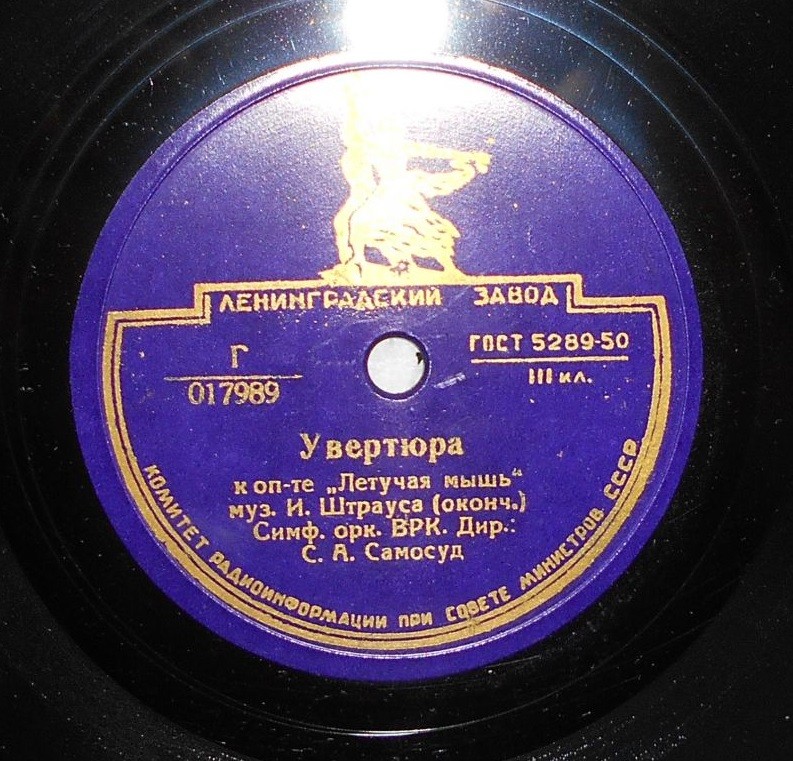 ЛЕНИНГРАДСКИЙ ЗАВОД
Г
017989
ГОСТ 5289-50
III кл.
Увертюра
к оп-те „Летучая мышь“
муз. И. Штрауса (оконч.)
Симф. орк. ВРК. Дир.:
С. А. Самосуд
КОМИТЕТ РАДИОИНФОРМАЦИИ ПРИ СОВЕТЕ МИНИСТРОВ СССР